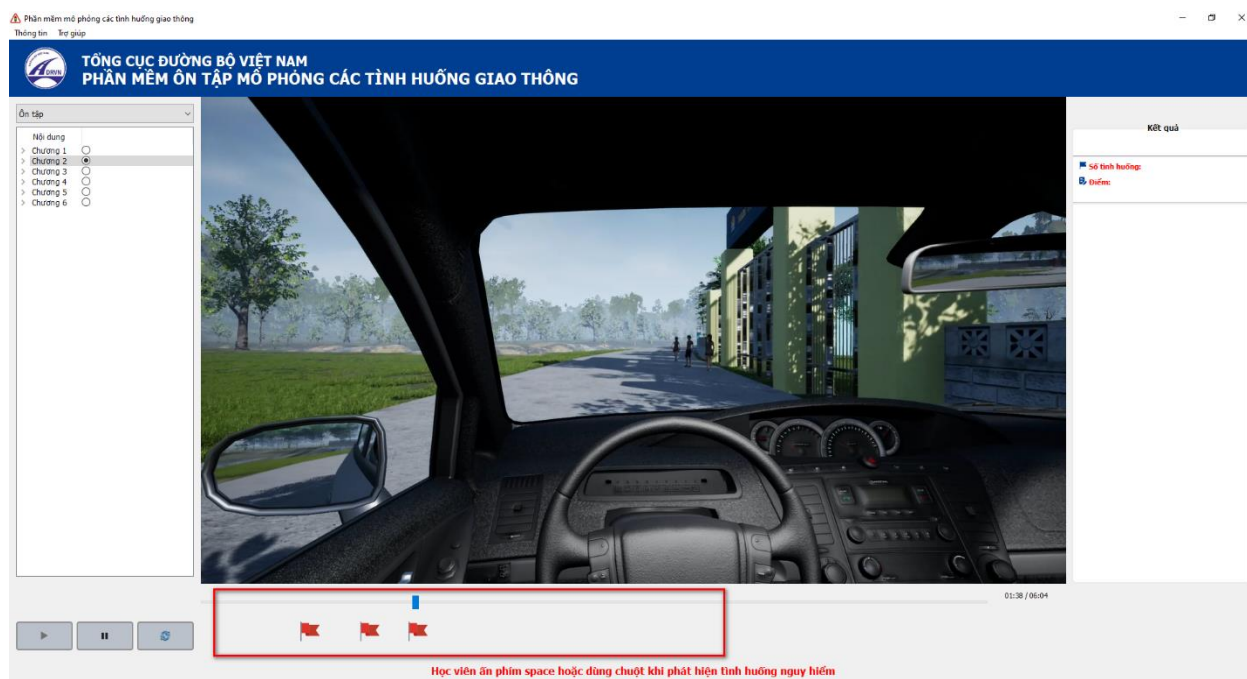 Phần mềm mô phỏng các tình huống giao thông
Thông tin Trợ giúp
TỔNG CỤC ĐƯỜNG BỘ VIỆT NAM
PHẦN MỀM ÔN TẬP MÔ PHỎNG CÁC TÌNH HUỐNG GIAO THÔNG
DRVN
Ôn tập
Nội dung
Chương 1
Chương 2
Chương 3
Chương 4
Chương 5
Chương 6
Kết quả
Số tình huống:
Điểm:
01:38 / 06:04
Học viên ấn phím space hoặc dùng chuột khi phát hiện tình huống nguy hiểm